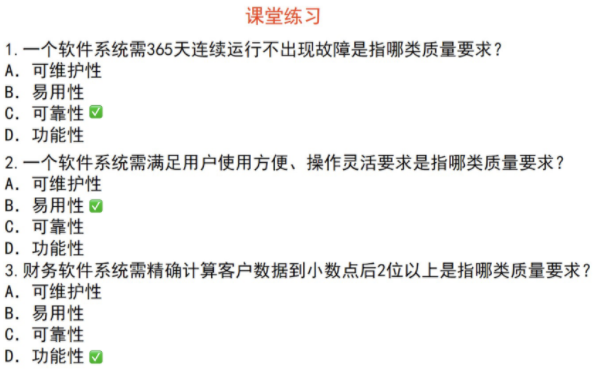 课堂练习
1.一个软件系统需365天连续运行不出现故障是指哪类质量要求？
A．可维护性
B．易用性
C．可靠性 ✅
D．功能性
2.一个软件系统需满足用户使用方便、操作灵活要求是指哪类质量要求？
A．可维护性
B．易用性 ✅
C．可靠性
D．功能性
3.财务软件系统需精确计算客户数据到小数点后2位以上是指哪类质量要求？
A．可维护性
B．易用性
C．可靠性
D．功能性 ✅